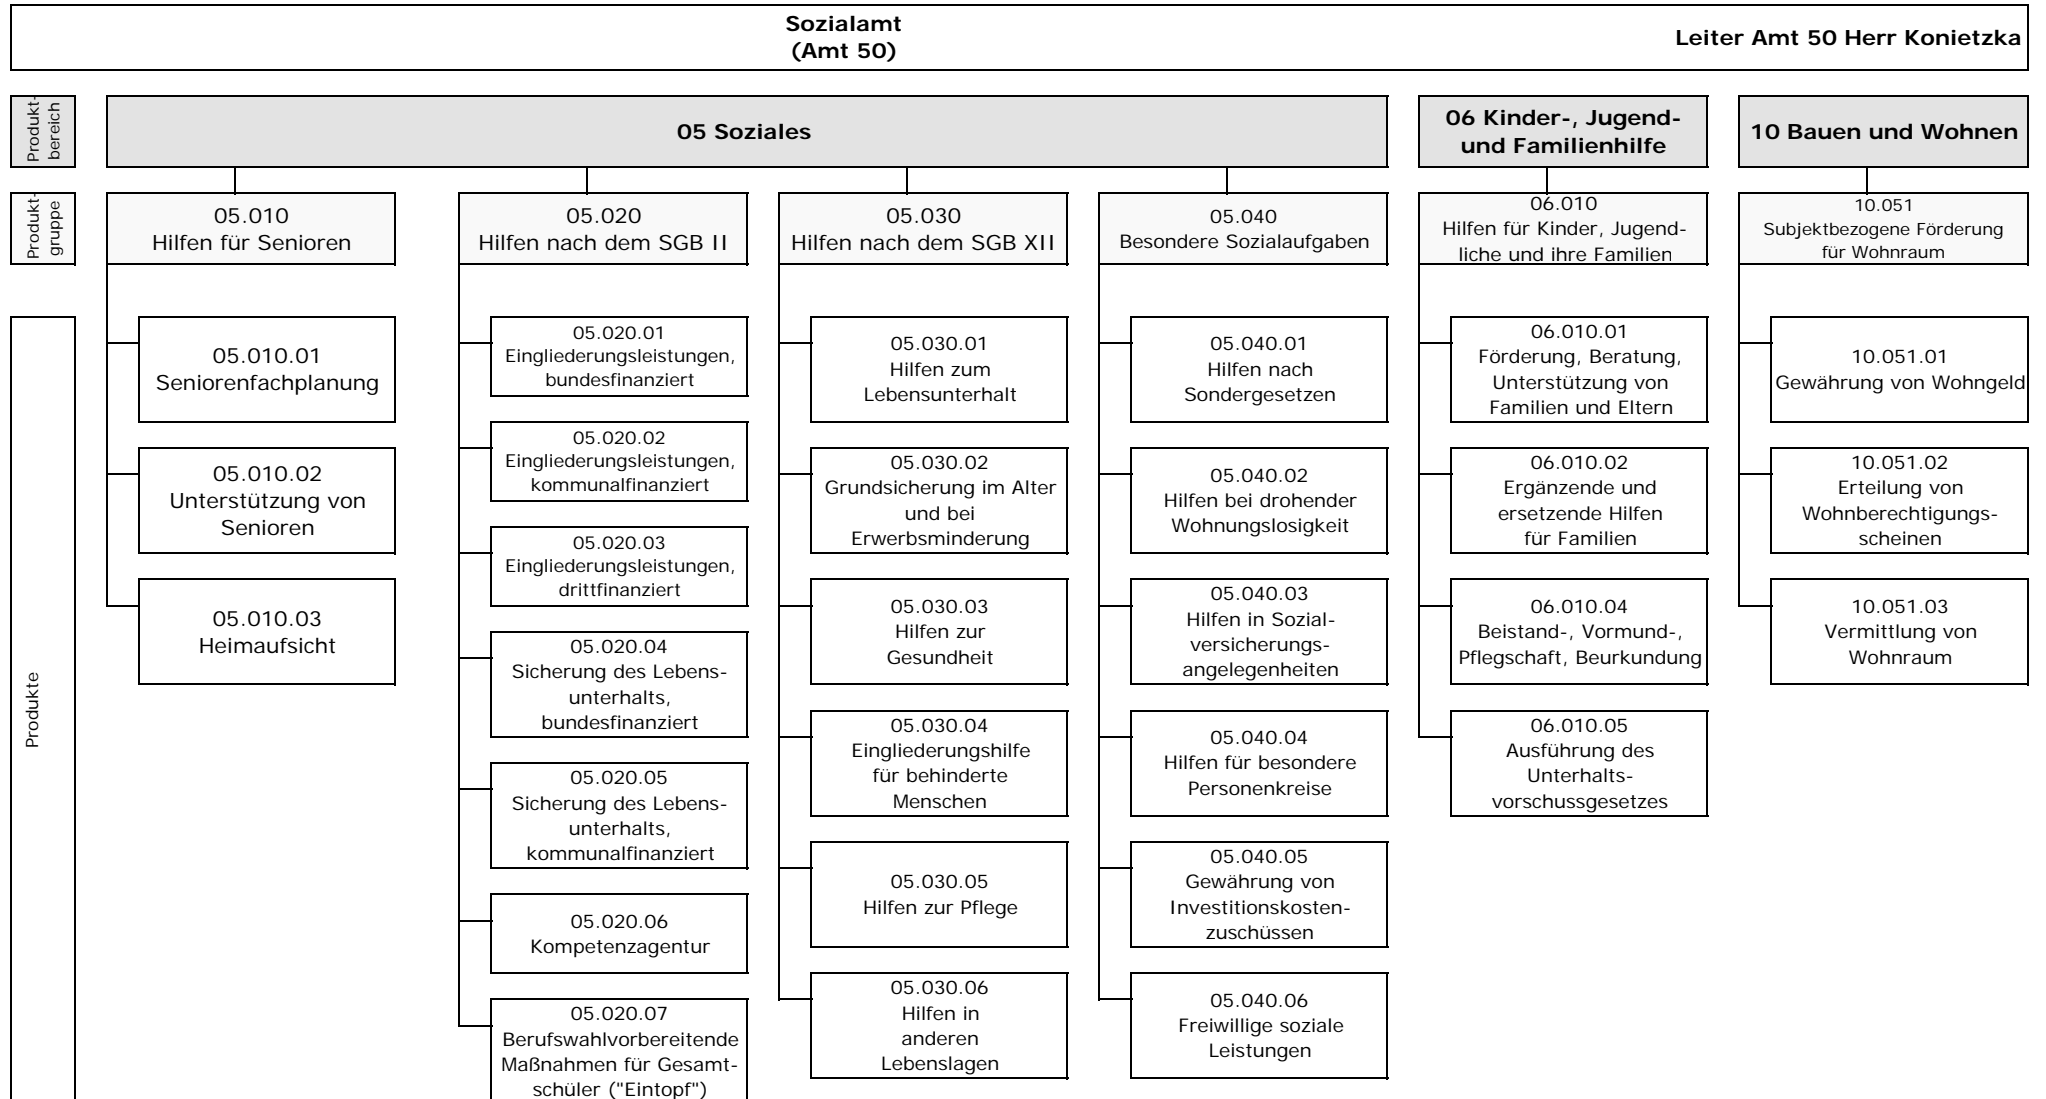 Sozialamt
(Amt 50)
Leiter Amt 50 Herr Konietzka
Produkt-
bereich
05 Soziales
06 Kinder-, Jugend-
und Familienhilfe
10 Bauen und Wohnen
Produkt-
gruppe
05.010
Hilfen für Senioren
05.020
Hilfen nach dem SGB II
05.030
Hilfen nach dem SGB XII
05.040
Besondere Sozialaufgaben
06.010
Hilfen für Kinder, Jugend-
liche und ihre Familien
10.051
Subjektbezogene Förderung
für Wohnraum
Produkte
05.010.01
Seniorenfachplanung
05.010.02
Unterstützung von
Senioren
05.010.03
Heimaufsicht
05.020.01
Eingliederungsleistungen,
bundesfinanziert
05.020.02
Eingliederungsleistungen,
kommunalfinanziert
05.020.03
Eingliederungsleistungen,
drittfinanziert
05.020.04
Sicherung des Lebens-
unterhalts,
bundesfinanziert
05.020.05
Sicherung des Lebens-
unterhalts,
kommunalfinanziert
05.020.06
Kompetenzagentur
05.020.07
Berufswahlvorbereitende
Maßnahmen für Gesamt-
schüler ("Eintopf")
05.030.01
Hilfen zum
Lebensunterhalt
05.030.02
Grundsicherung im Alter
und bei
Erwerbsminderung
05.030.03
Hilfen zur
Gesundheit
05.030.04
Eingliederungshilfe
für behinderte
Menschen
05.030.05
Hilfen zur Pflege
05.030.06
Hilfen in
anderen
Lebenslagen
05.040.01
Hilfen nach
Sondergesetzen
05.040.02
Hilfen bei drohender
Wohnungslosigkeit
05.040.03
Hilfen in Sozial-
versicherungs-
angelegenheiten
05.040.04
Hilfen für besondere
Personenkreise
05.040.05
Gewährung von
Investitionskosten-
zuschüssen
05.040.06
Freiwillige soziale
Leistungen
06.010.01
Förderung, Beratung,
Unterstützung von
Familien und Eltern
06.010.02
Ergänzende und
ersetzende Hilfen
für Familien
06.010.04
Beistand-, Vormund-,
Pflegschaft, Beurkundung
06.010.05
Ausführung des
Unterhalts-
vorschussgesetzes
10.051.01
Gewährung von Wohngeld
10.051.02
Erteilung von
Wohnberechtigungs-
scheinen
10.051.03
Vermittlung von
Wohnraum